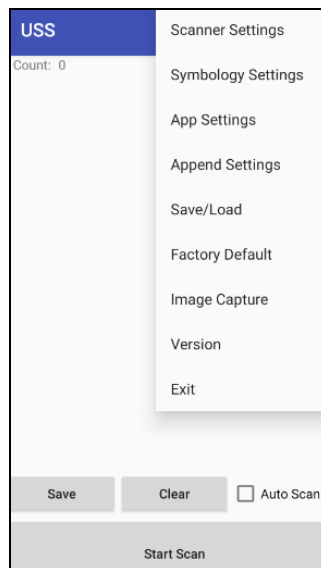 USS
Count: 0
Scanner Settings
Symbology Settings
App Settings
Append Settings
Save/Load
Factory Default
Image Capture
Version
Exit
Save Clear Auto Scan
Start Scan